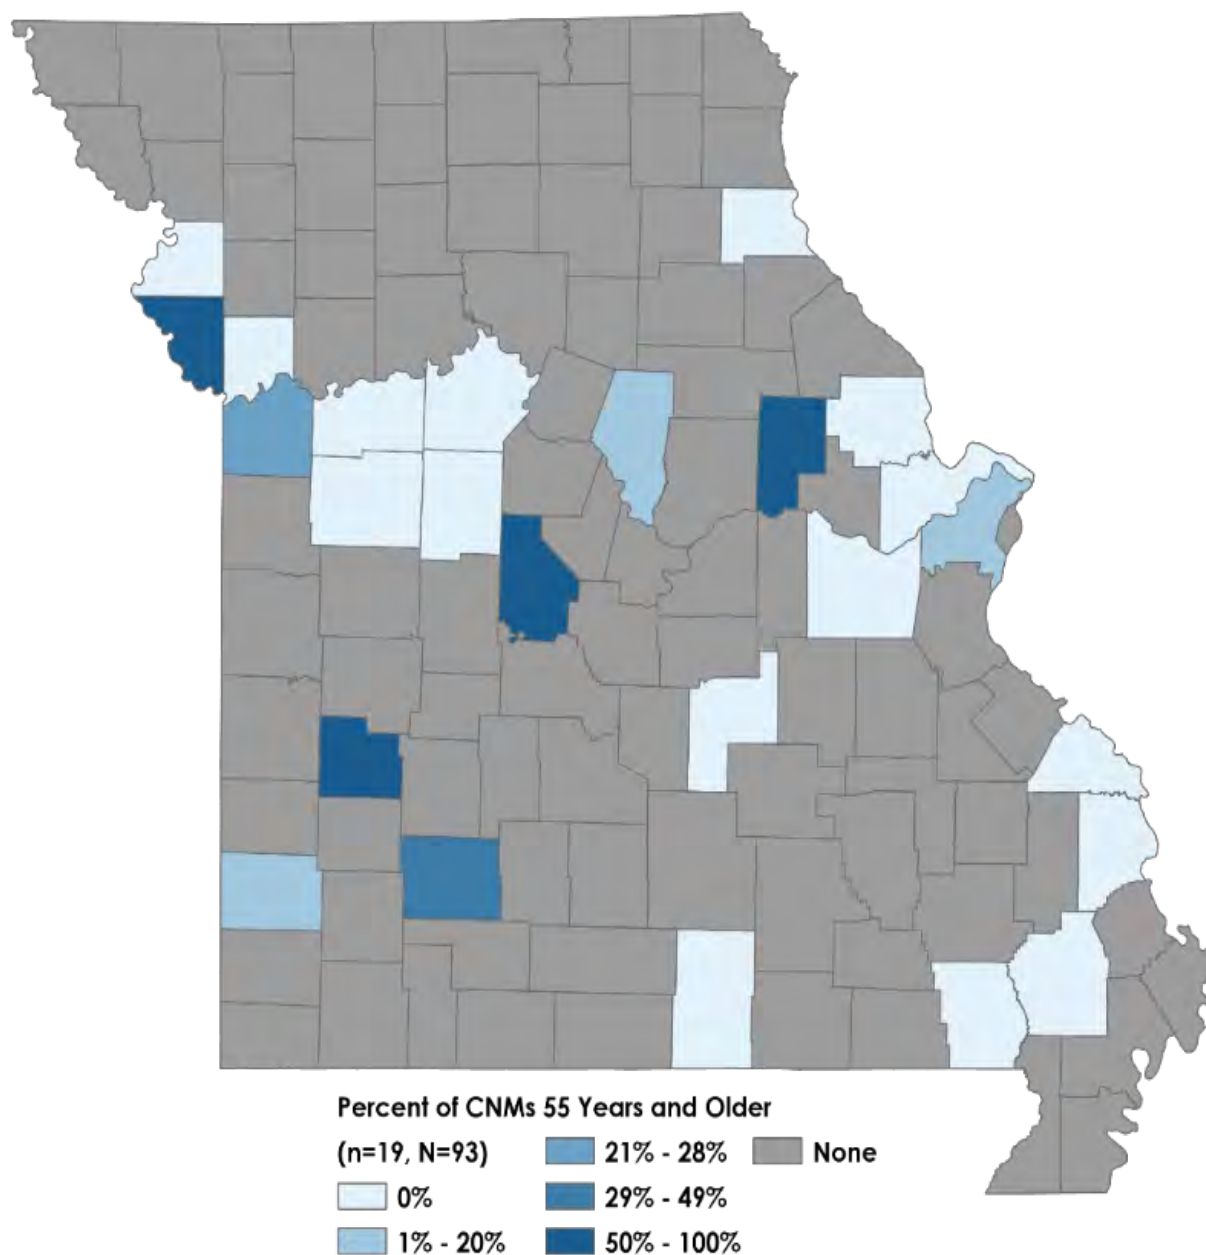 Percent of CNMs 55 Years and Older
(n=19, N=93)
0%
1% - 20%
21% - 28%
29% - 49%
50% - 100%
None